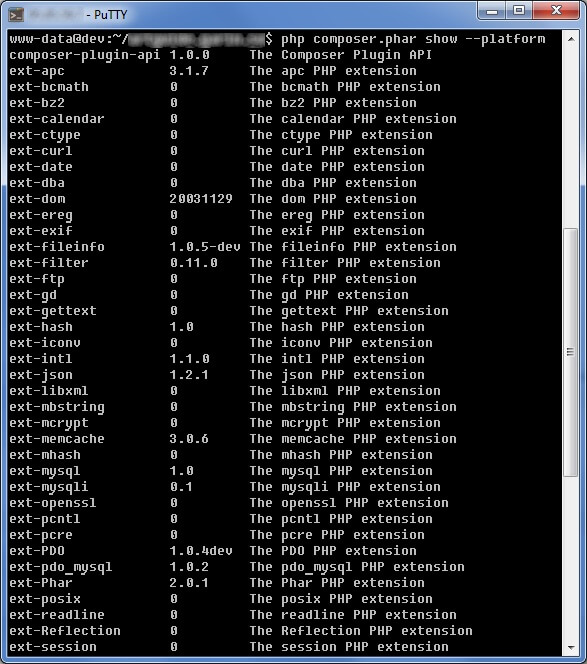 - PuTTY
www-data@dev:~/ $ php composer.phar show --platform
composer-plugin-api 1.0.0 The Composer Plugin API
ext-apc 3.1.7 The apc PHP extension
ext-bcmath 0 The bcmath PHP extension
ext-bz2 0 The bz2 PHP extension
ext-calendar 0 The calendar PHP extension
ext-ctype 0 The ctype PHP extension
ext-curl 0 The curl PHP extension
ext-date 0 The date PHP extension
ext-dba 0 The dba PHP extension
ext-dom 20031129 The dom PHP extension
ext-ereg 0 The ereg PHP extension
ext-exif 0 The exif PHP extension
ext-fileinfo 1.0.5-dev The fileinfo PHP extension
ext-filter 0.11.0 The filter PHP extension
ext-ftp 0 The ftp PHP extension
ext-gd 0 The gd PHP extension
ext-gettext 0 The gettext PHP extension
ext-hash 1.0 The hash PHP extension
ext-iconv 0 The iconv PHP extension
ext-intl 1.1.0 The intl PHP extension
ext-json 1.2.1 The json PHP extension
ext-libxml 0 The libxml PHP extension
ext-mbstring 0 The mbstring PHP extension
ext-mcrypt 0 The mcrypt PHP extension
ext-memcache 3.0.6 The memcache PHP extension
ext-mhash 0 The mhash PHP extension
ext-mysql 1.0 The mysql PHP extension
ext-mysqli 0.1 The mysqli PHP extension
ext-openssl 0 The openssl PHP extension
ext-pcntl 0 The pcntl PHP extension
ext-pcre 0 The pcre PHP extension
ext-PDO 1.0.4dev The PDO PHP extension
ext-pdo_mysql 1.0.2 The pdo_mysql PHP extension
ext-Phar 2.0.1 The Phar PHP extension
ext-posix 0 The posix PHP extension
ext-readline 0 The readline PHP extension
ext-Reflection 0 The Reflection PHP extension
ext-session 0 The session PHP extension